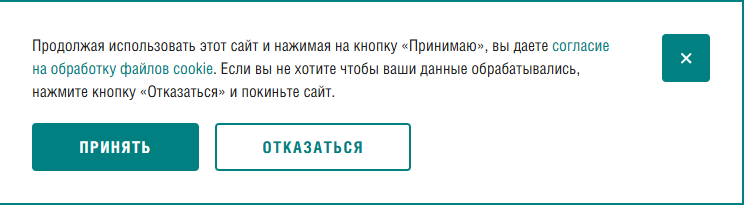 Продолжая использовать этот сайт и нажимая на кнопку «Принимаю», вы даете согласие
на обработку файлов cookie. Если вы не хотите чтобы ваши данные обрабатывались,
нажмите кнопку «Отказаться» и покиньте сайт.
ПРИНЯТЬ ОТКАЗАТЬСЯ